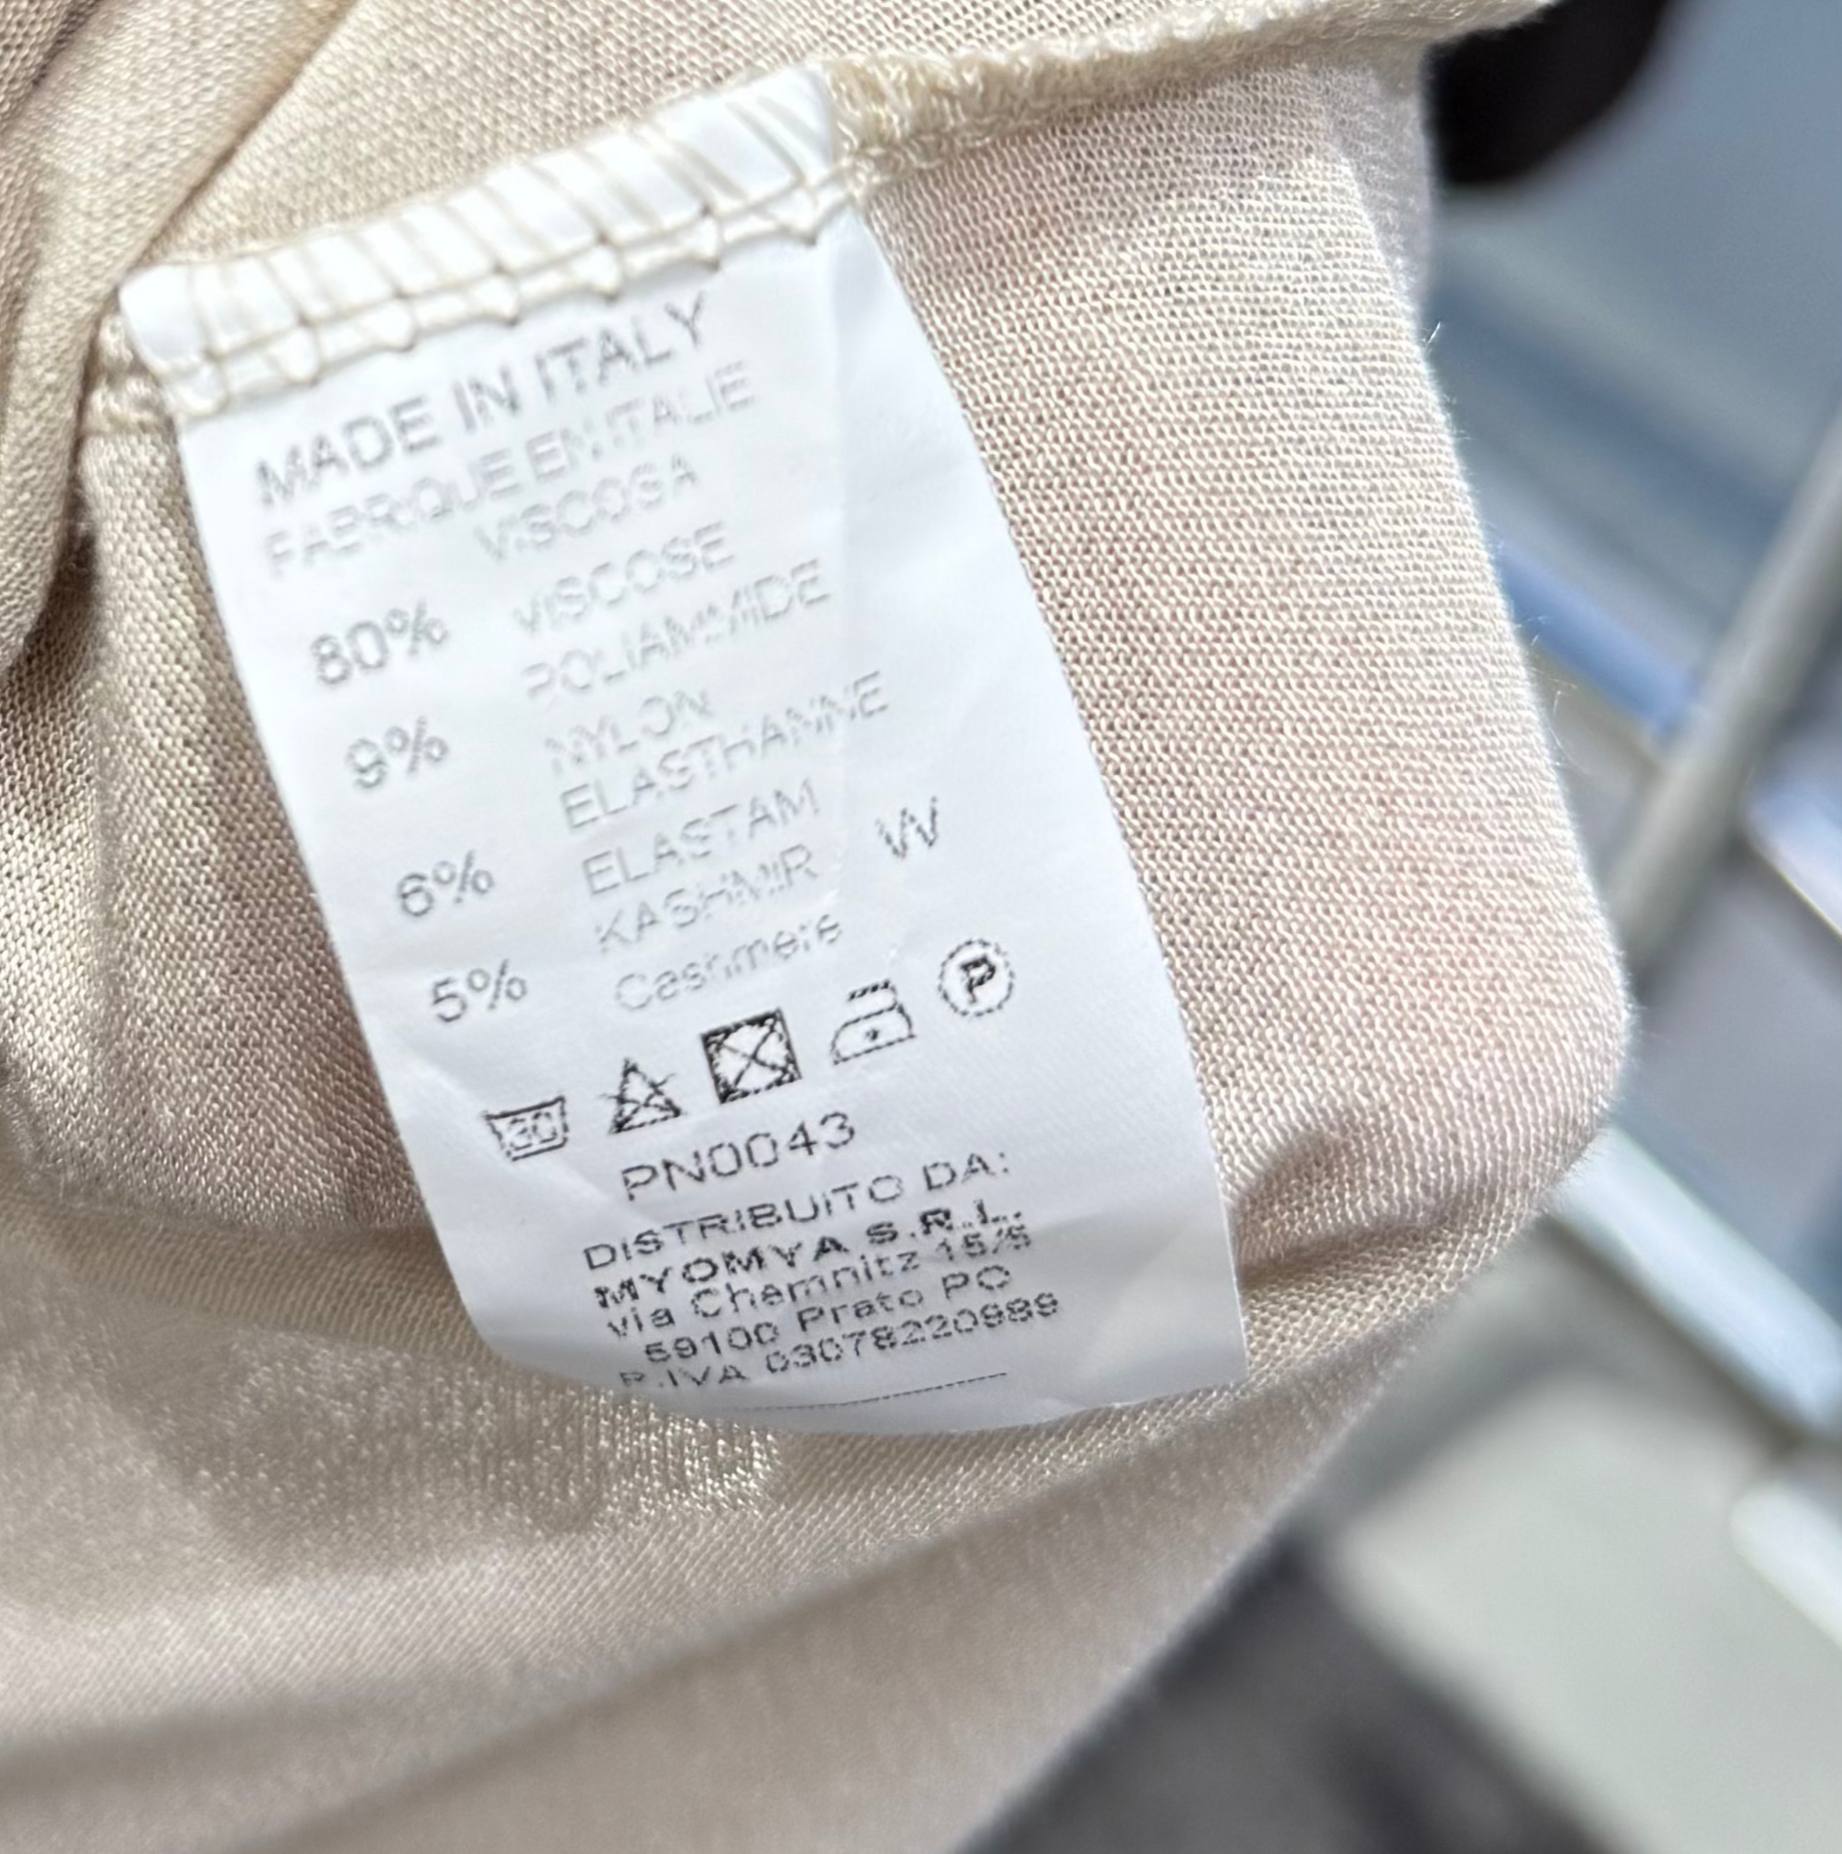 MADE IN ITALY
FABRIQUE EN ITALIE
VISCOSA
80% VISCOSE
POLIAMMIDE
9% NYLON
ELASTHANNE
6% ELASTAM
KASHMIR W
5% Cashmere
30 P
PN0043
DISTRIBUITO DA:
MYOMYA S.R.L.
via Chemnitz 15/5
59100 Prato PO
P.IVA 03078220989